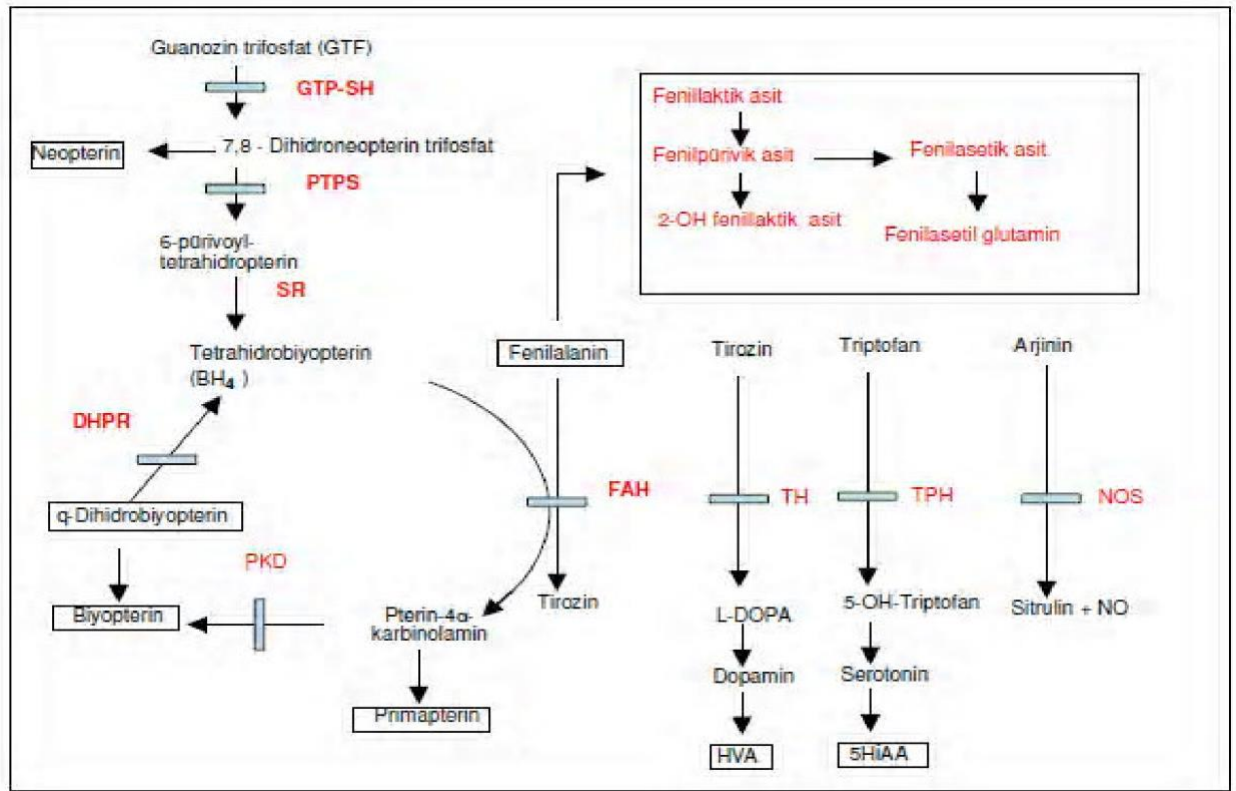 Guanozin trifosfat (GTF)
GTP-SH
7,8 - Dihidroneopterin trifosfat
Neopterin
PTPS
6-pürivoyl-
tetrahidropterin
SR
Tetrahidrobiyopterin
(BH4 )
DHPR
q-Dihidrobiyopterin
PKD
Biyopterin
Pterin-4α-
karbinolamin
Primapterin
Fenillaktik asit
Fenilpürivik asit
Fenilasetik asit
2-OH fenillaktik asit
Fenilasetil glutamin
Fenilalanin
FAH
Tirozin
Tirozin
TH
L-DOPA
Dopamin
HVA
Triptofan
TPH
5-OH-Triptofan
Serotonin
5HiAA
Arjinin
NOS
Sitrulin + NO